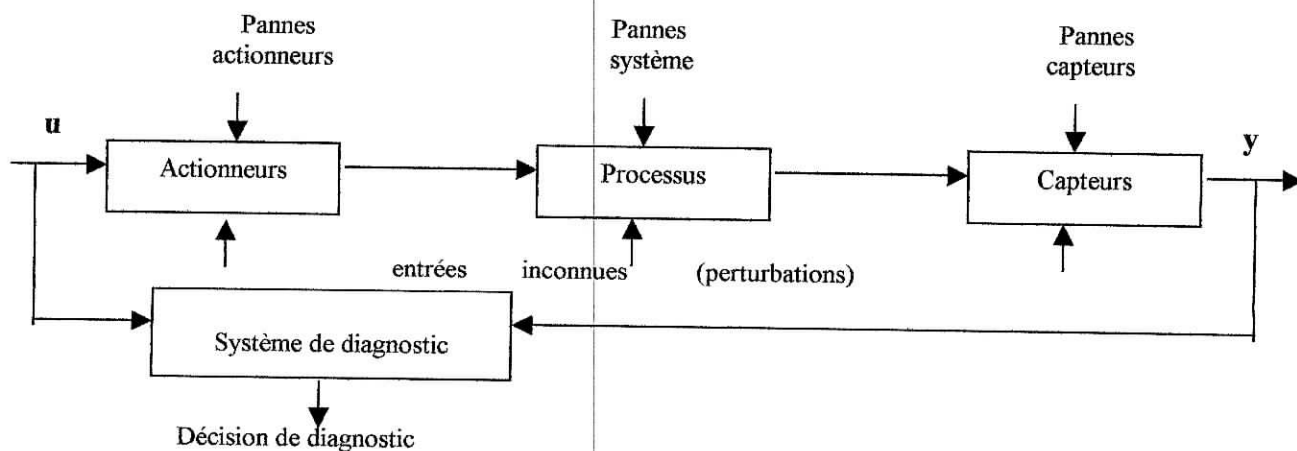 Pannes
actionneurs
Pannes
système
Pannes
capteurs
u
Actionneurs
Processus
Capteurs
y
entrées inconnues (perturbations)
Système de diagnostic
Décision de diagnostic